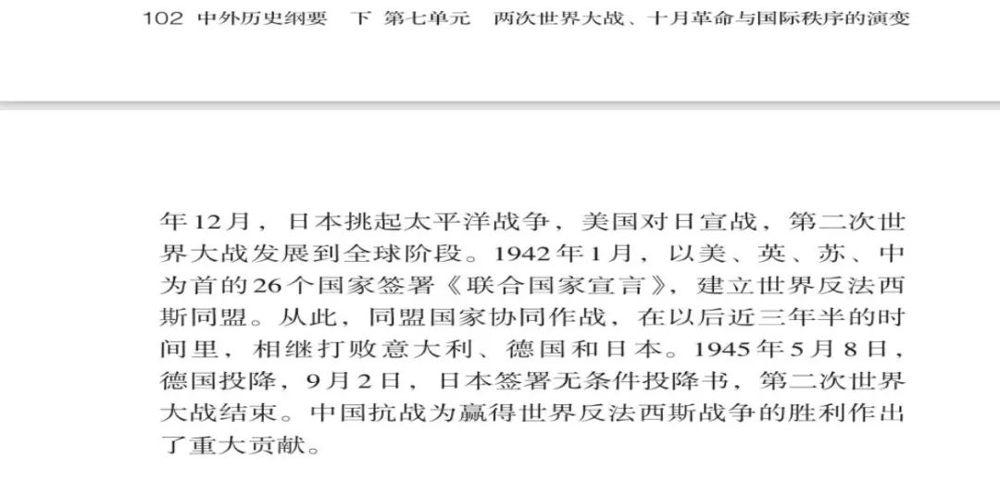 102 中外历史纲要 下 第七单元 两次世界大战、十月革命与国际秩序的演变
年12月，日本挑起太平洋战争，美国对日宣战，第二次世
界大战发展到全球阶段。1942年1月，以美、英、苏、中
为首的26个国家签署《联合国家宣言》，建立世界反法西
斯同盟。从此，同盟国家协同作战，在以后近三年半的时
间里，相继打败意大利、德国和日本。1945年5月8日，
德国投降，9月2日，日本签署无条件投降书，第二次世界
大战结束。中国抗战为赢得世界反法西斯战争的胜利作出
了重大贡献。